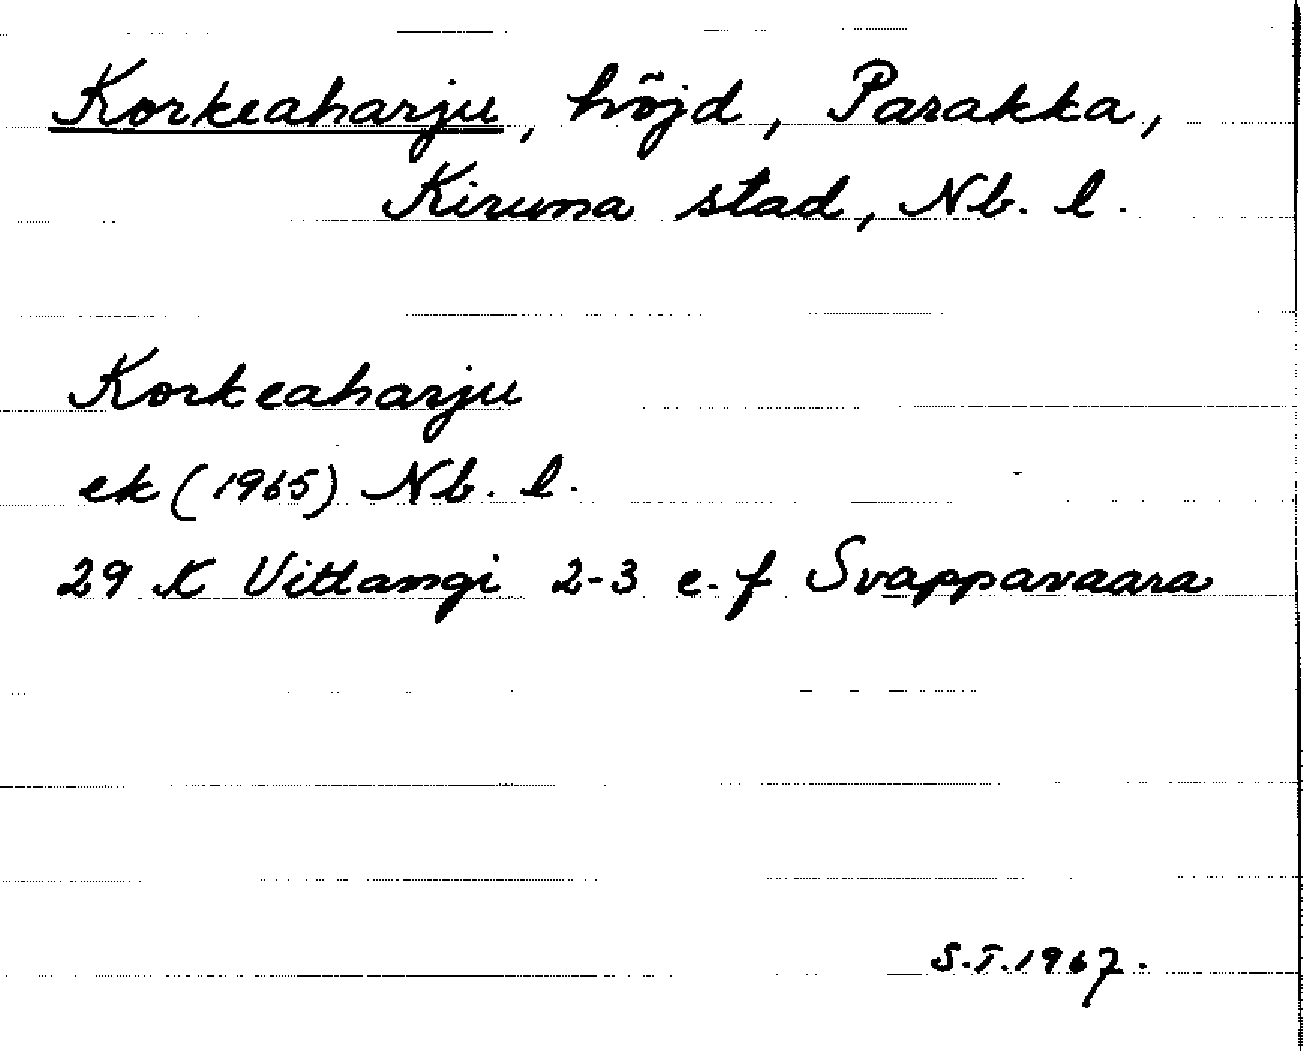 Korkeaharju, höjd, Parakka,
Kiruna stad, Nb. l.
Korkeaharju
ek (1965) Nb. l.
29 K Vittangi 2-3 e-f Svappavaara
S.T. 1967.